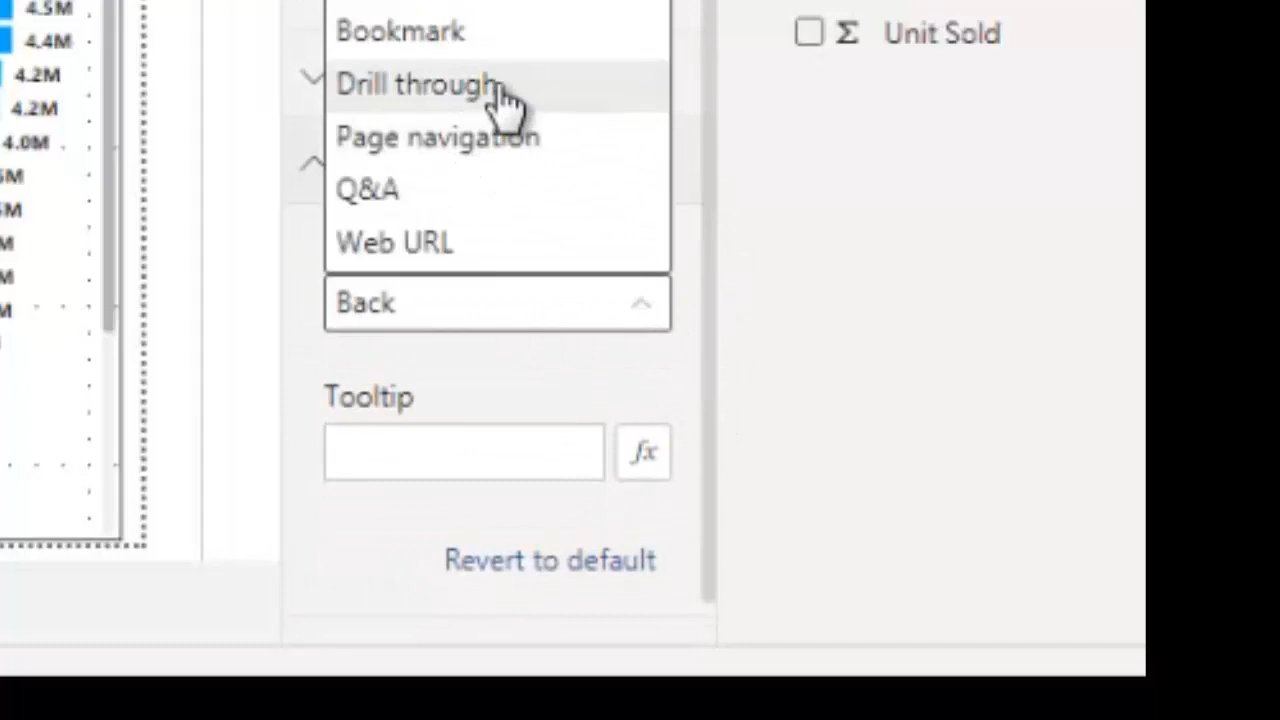 4.5M
4.4M
4.2M
4.2M
4.0M
M
M
M
M
M
Bookmark
Drill through
Page navigation
Q&A
Web URL
Back
Tooltip
fx
Revert to default
Σ Unit Sold